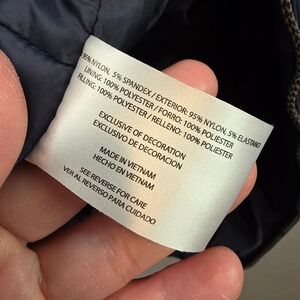 95% NYLON, 5% SPANDEX / EXTERIOR: 95% NYLON, 5% ELASTANO
LINING: 100% POLYESTER / FORRO: 100% POLIESTER
FILLING: 100% POLYESTER / RELLENO: 100% POLIESTER
EXCLUSIVE OF DECORATION
EXCLUSIVO DE DECORACION
MADE IN VIETNAM
HECHO EN VIETNAM
SEE REVERSE FOR CARE
VER AL REVERSO PARA CUIDADO